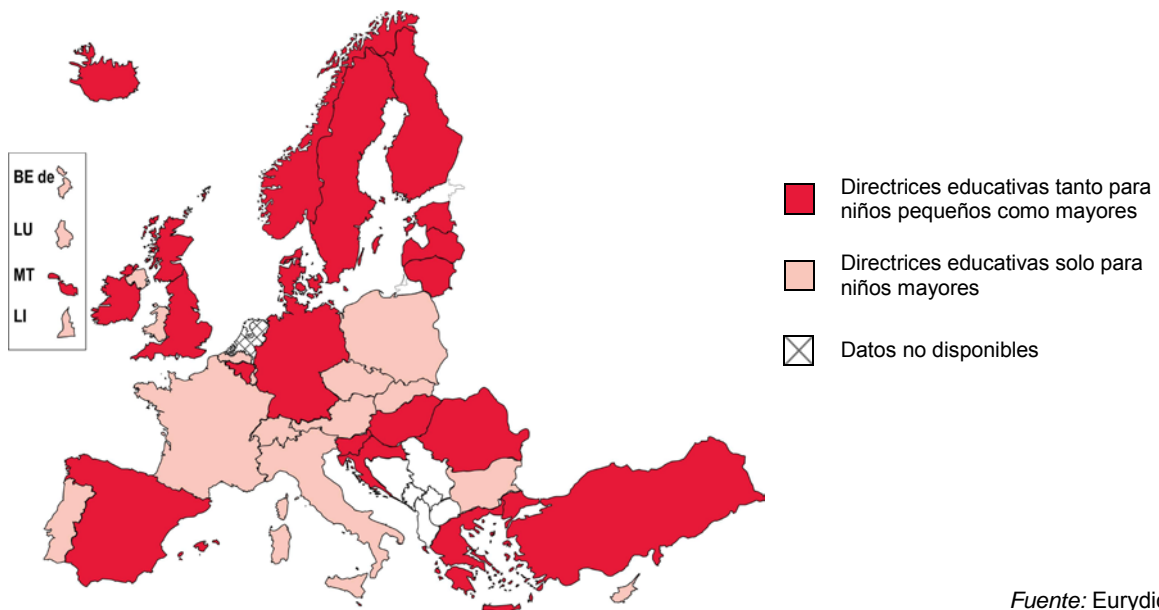 BE de
LU
MT
LI
Directrices educativas tanto para
niños pequeños como mayores
Directrices educativas solo para
niños mayores
Datos no disponibles
Fuente: